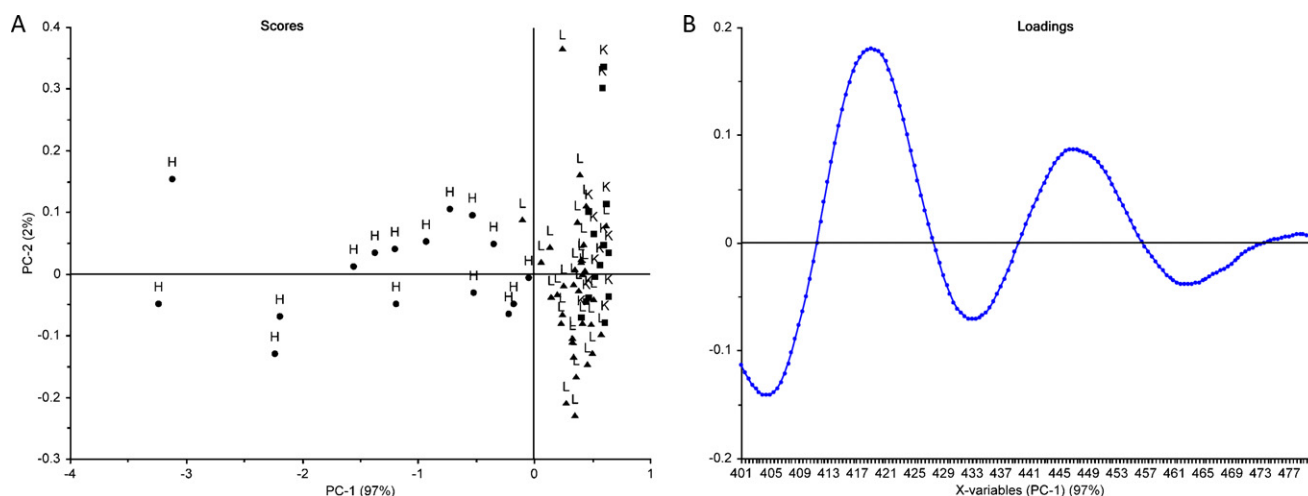 A
Scores
0.4
0.3
0.2
0.1
0
-0.1
-0.2
-0.3
PC-2 (2%)
-4 -3 -2 -1 0 1
PC-1 (97%)
L
K
K
H
L
K
H H L
H H H H L
H H H
H H H H
H
L L
B
Loadings
0.2
0.1
0
-0.1
-0.2
401 405 409 413 417 421 425 429 433 437 441 445 449 453 457 461 465 469 473 477
X-variables (PC-1) (97%)